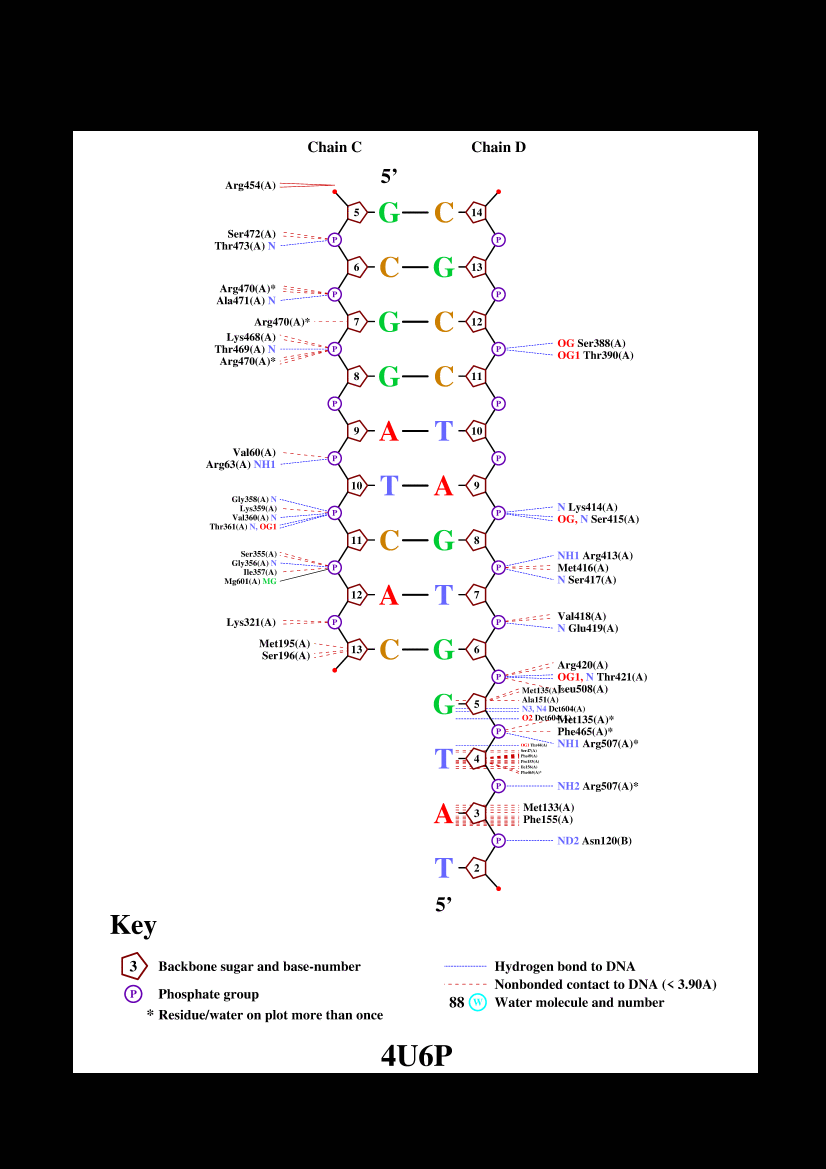 Chain C Chain D
5’
Arg454(A)
5 G C 14
Ser472(A)
P P
Thr473(A) N
6 C G 13
Arg470(A)*
P P
Ala471(A) N
Arg470(A)* 7 G C 12
Lys468(A)
Thr469(A) N P P OG Ser388(A)
Arg470(A)* OG1 Thr390(A)
8 G C 11
P P
9 A T 10
Val60(A)
P P
Arg63(A) NH1
10 T A 9
Gly358(A) N
Lys359(A) N Lys414(A)
P P
Val360(A) N OG, N Ser415(A)
Thr361(A) N, OG1
11 C G 8
Ser355(A) NH1 Arg413(A)
Gly356(A) N P P Met416(A)
Ile357(A)
Mg601(A) MG N Ser417(A)
12 A T 7
Lys321(A) P P Val418(A)
N Glu419(A)
Met195(A)
13 C G 6
Ser196(A)
Arg420(A)
P OG1, N Thr421(A)
Leu508(A)
Met135(A)*
Ala151(A)
G 5
N3, N4 Dct604(A)
O2 Dct604(A)
Met135(A)*
P Phe465(A)*
NH1 Arg507(A)*
T 4
P NH2 Arg507(A)*
Met133(A)
A 3
Phe155(A)
P ND2 Asn120(B)
T 2
5’
Key
3 Backbone sugar and base-number
P Phosphate group
* Residue/water on plot more than once
Hydrogen bond to DNA
Nonbonded contact to DNA (< 3.90A)
88 W Water molecule and number
4U6P